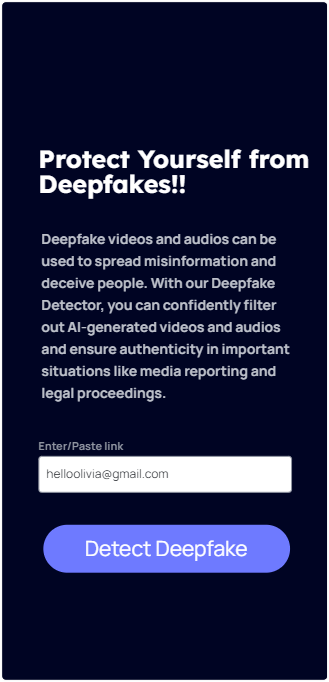 Protect Yourself from
Deepfakes!!
Deepfake videos and audios can be
used to spread misinformation and
deceive people. With our Deepfake
Detector, you can confidently filter
out AI-generated videos and audios
and ensure authenticity in important
situations like media reporting and
legal proceedings.
Enter/Paste link
helloolivia@gmail.com
Detect Deepfake